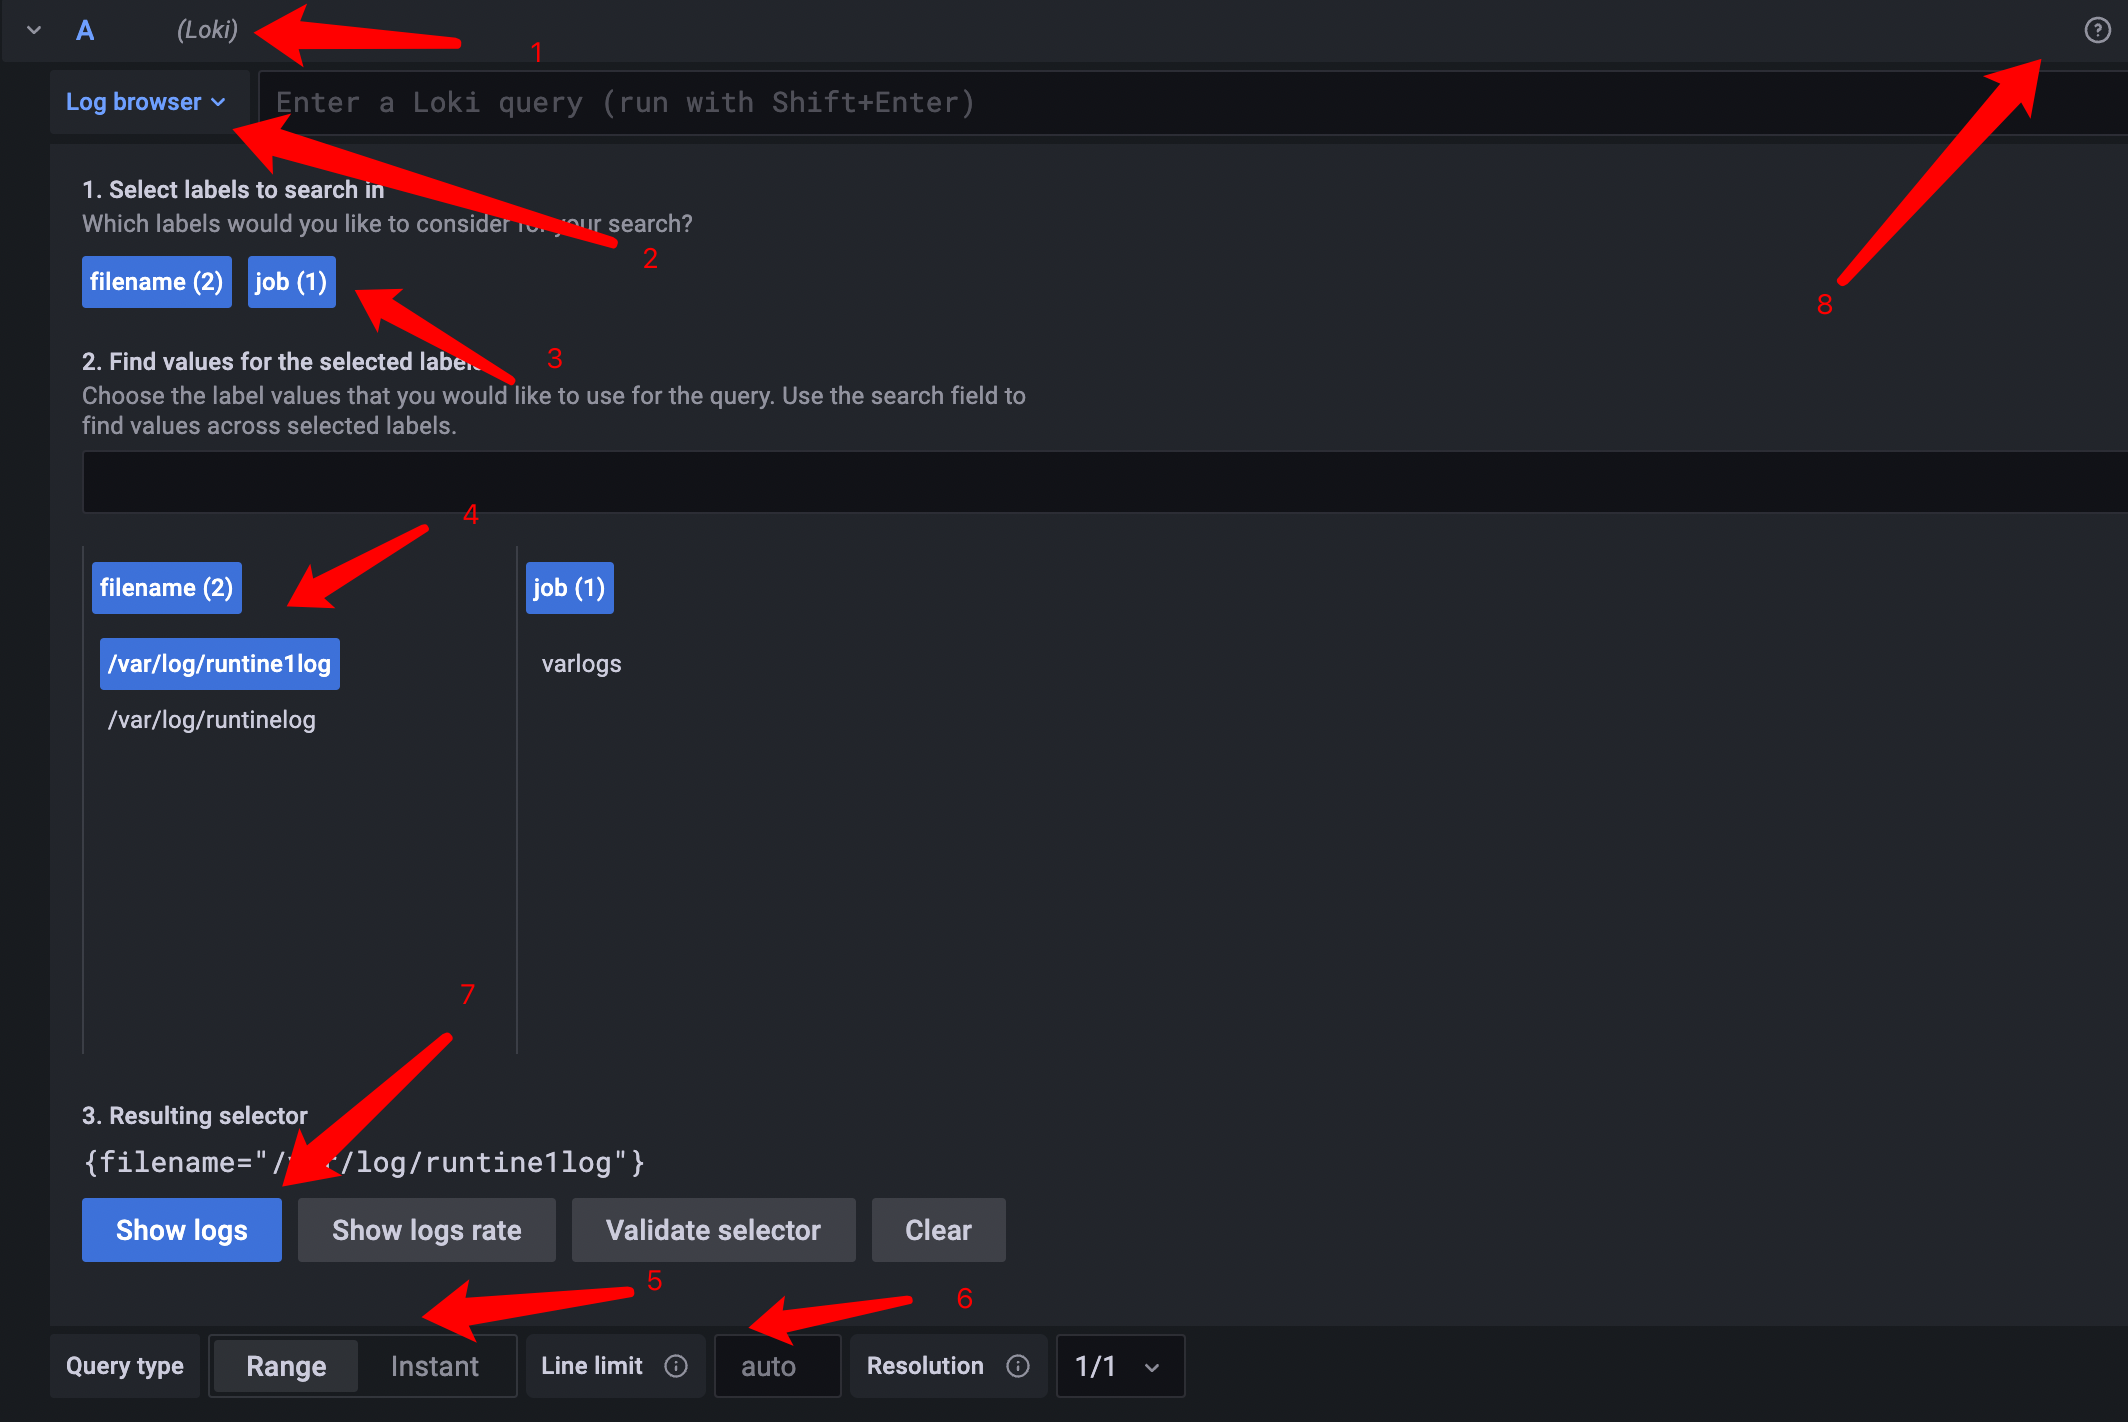 A (Loki)
1
Log browser Enter a Loki query (run with Shift+Enter)
1. Select labels to search in
Which labels would you like to consider for your search?
2
filename (2) job (1)
8
3
2. Find values for the selected labels
Choose the label values that you would like to use for the query. Use the search field to
find values across selected labels.
4
filename (2) job (1)
/var/log/runtine1log varlogs
/var/log/runtinelog
7
3. Resulting selector
{filename="/var/log/runtine1log"}
Show logs Show logs rate Validate selector Clear
5
6
Query type Range Instant Line limit auto Resolution 1/1